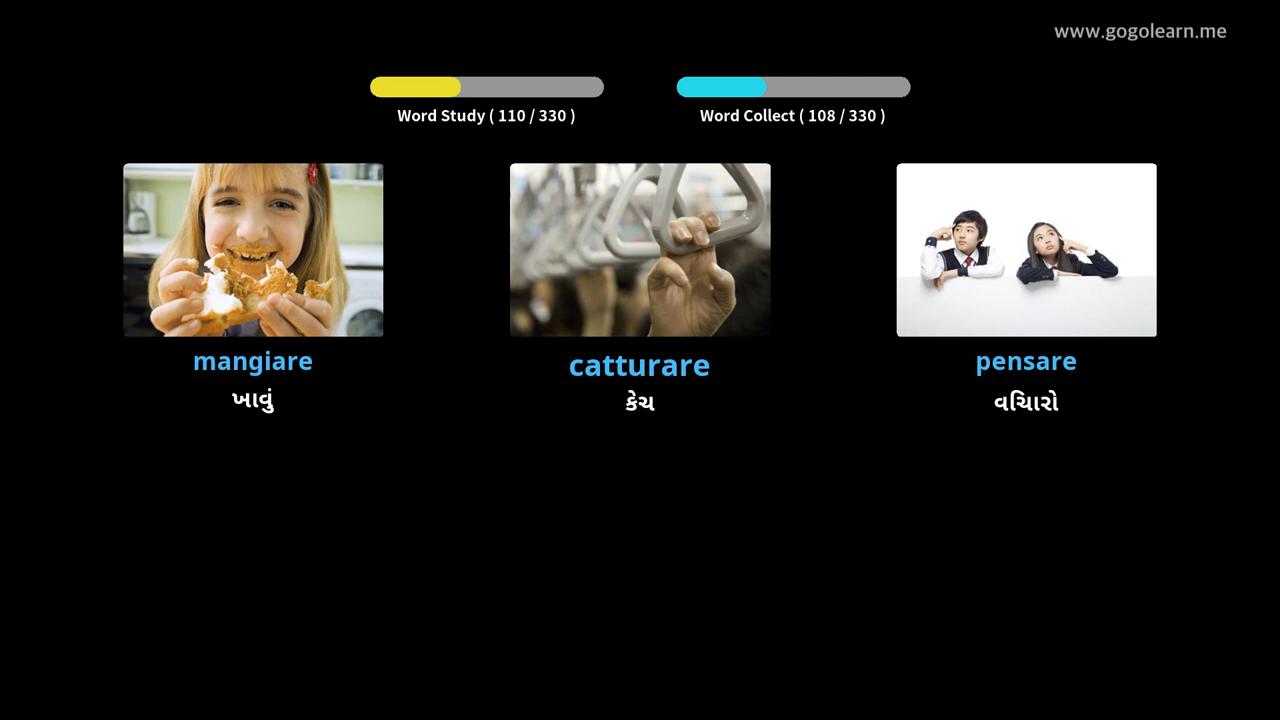 www.gogolearn.me
Word Study ( 110 / 330 )
Word Collect ( 108 / 330 )
mangiare
catturare
pensare
ખાવું
કેચ
વિચારો